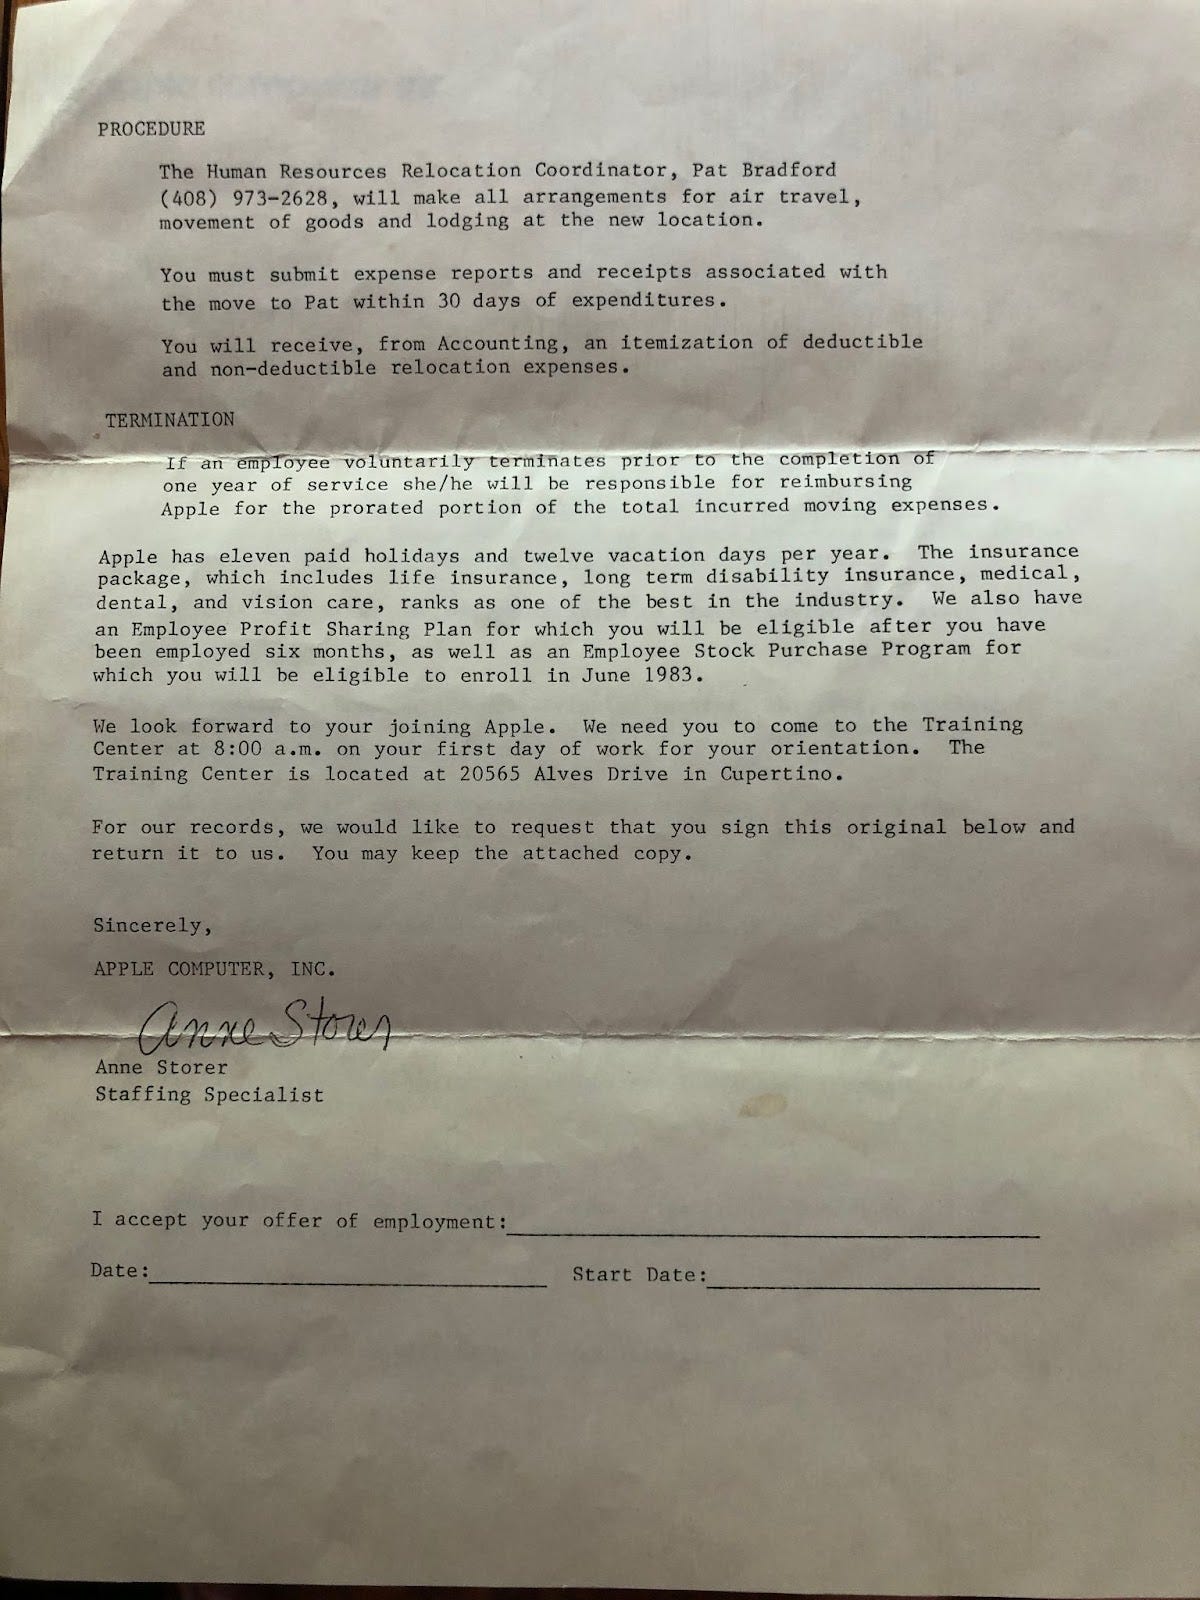 PROCEDURE
The Human Resources Relocation Coordinator, Pat Bradford
(408) 973-2628, will make all arrangements for air travel,
movement of goods and lodging at the new location.
You must submit expense reports and receipts associated with
the move to Pat within 30 days of expenditures.
You will receive, from Accounting, an itemization of deductible
and non-deductible relocation expenses.
TERMINATION
If an employee voluntarily terminates prior to the completion of
one year of service she/he will be responsible for reimbursing
Apple for the prorated portion of the total incurred moving expenses.
Apple has eleven paid holidays and twelve vacation days per year. The insurance
package, which includes life insurance, long term disability insurance, medical,
dental, and vision care, ranks as one of the best in the industry. We also have
an Employee Profit Sharing Plan for which you will be eligible after you have
been employed six months, as well as an Employee Stock Purchase Program for
which you will be eligible to enroll in June 1983.
We look forward to your joining Apple. We need you to come to the Training
Center at 8:00 a.m. on your first day of work for your orientation. The
Training Center is located at 20565 Alves Drive in Cupertino.
For our records, we would like to request that you sign this original below and
return it to us. You may keep the attached copy.
Sincerely,
APPLE COMPUTER, INC.
Anne Storer
Anne Storer
Staffing Specialist
I accept your offer of employment:
Date: Start Date: